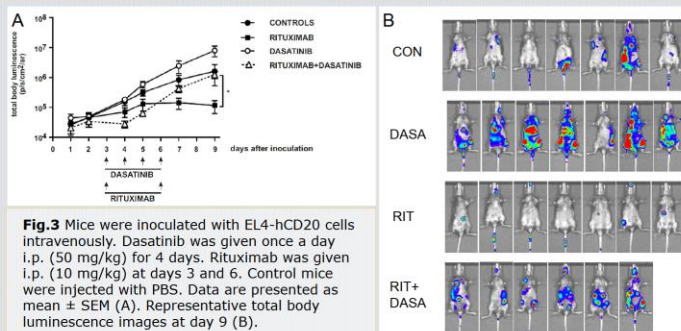 A
CONTROLS
RITUXIMAB
DASATINIB
RITUXIMAB+DASATINIB
total body luminescence
(p/s/cm²/sr)
10⁸
10⁷
10⁶
10⁵
10⁴
*
0 1 2 3 4 5 6 7 8 9 days after inoculation
DASATINIB
RITUXIMAB
Fig.3 Mice were inoculated with EL4-hCD20 cells
intravenously. Dasatinib was given once a day
i.p. (50 mg/kg) for 4 days. Rituximab was given
i.p. (10 mg/kg) at days 3 and 6. Control mice
were injected with PBS. Data are presented as
mean ± SEM (A). Representative total body
luminescence images at day 9 (B).
B
CON
DASA
RIT
RIT+
DASA